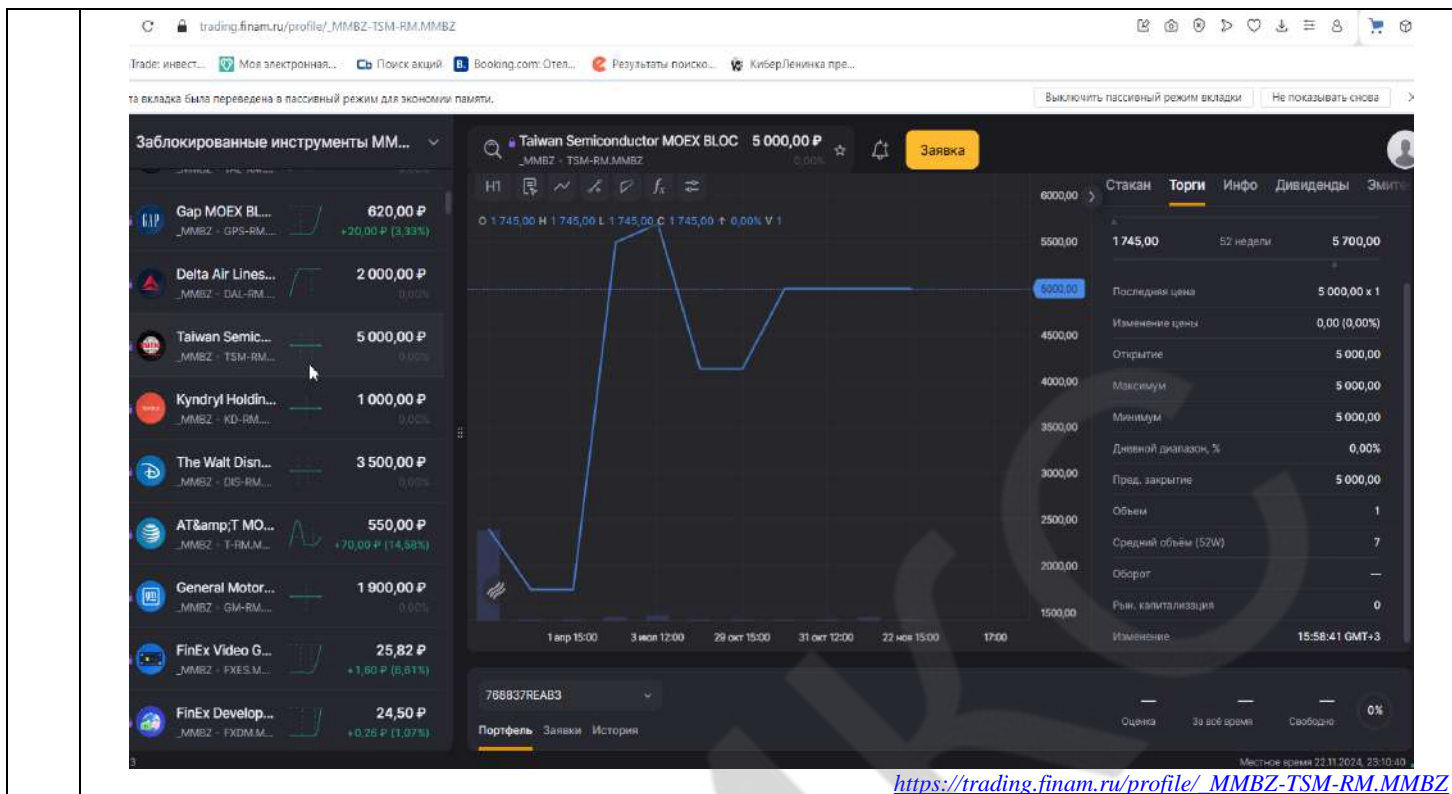 trading.finam.ru/profile/_MMBZ-TSM-RM.MMBZ
Trade: инвест... Моя электронная... Поиск акций Booking.com: Отел... Результаты поиско... КиберЛенинка пре...
та вкладка была переведена в пассивный режим для экономии памяти. Выключить пассивный режим вкладки Не показывать снова
Заблокированные инструменты MM...
Taiwan Semiconductor MOEX BLOC 5 000,00 ₽
_MMBZ - TSM-RM.MMBZ 0,00%
Заявка
H1
O 1 745,00 H 1 745,00 L 1 745,00 C 1 745,00 ↑ 0,00% V 1
Gap MOEX BL... 620,00 ₽
_MMBZ - GPS-RM.... +20,00 ₽ (3,33%)
Delta Air Lines... 2 000,00 ₽
_MMBZ - DAL-RM.... 0,00%
Taiwan Semic... 5 000,00 ₽
_MMBZ - TSM-RM.... 0,00%
Kyndryl Holdin... 1 000,00 ₽
_MMBZ - KD-RM.... 0,00%
The Walt Disn... 3 500,00 ₽
_MMBZ - DIS-RM.... 0,00%
AT&amp;T MO... 550,00 ₽
_MMBZ - T-RM.M... +70,00 ₽ (14,58%)
General Motor... 1 900,00 ₽
_MMBZ - GM-RM.... 0,00%
FinEx Video G... 25,82 ₽
_MMBZ - FXES.M... +1,60 ₽ (6,61%)
FinEx Develop... 24,50 ₽
_MMBZ - FXDM.M... +0,26 ₽ (1,07%)
6000,00
5500,00
5000,00
4500,00
4000,00
3500,00
3000,00
2500,00
2000,00
1500,00
1 апр 15:00 3 июл 12:00 29 окт 15:00 31 окт 12:00 22 ноя 15:00 17:00
Стакан Торги Инфо Дивиденды Эмите
1 745,00 52 недели 5 700,00
Последняя цена 5 000,00 x 1
Изменение цены 0,00 (0,00%)
Открытие 5 000,00
Максимум 5 000,00
Минимум 5 000,00
Дневной диапазон, % 0,00%
Пред. закрытие 5 000,00
Объем 1
Средний объём (52W) 7
Оборот —
Рын. капитализация 0
Изменение 15:58:41 GMT+3
766837REAB3
Портфель Заявки История
— — — 0%
Оценка За всё время Свободно
Местное время 22.11.2024, 23:10:40
https://trading.finam.ru/profile/_MMBZ-TSM-RM.MMBZ